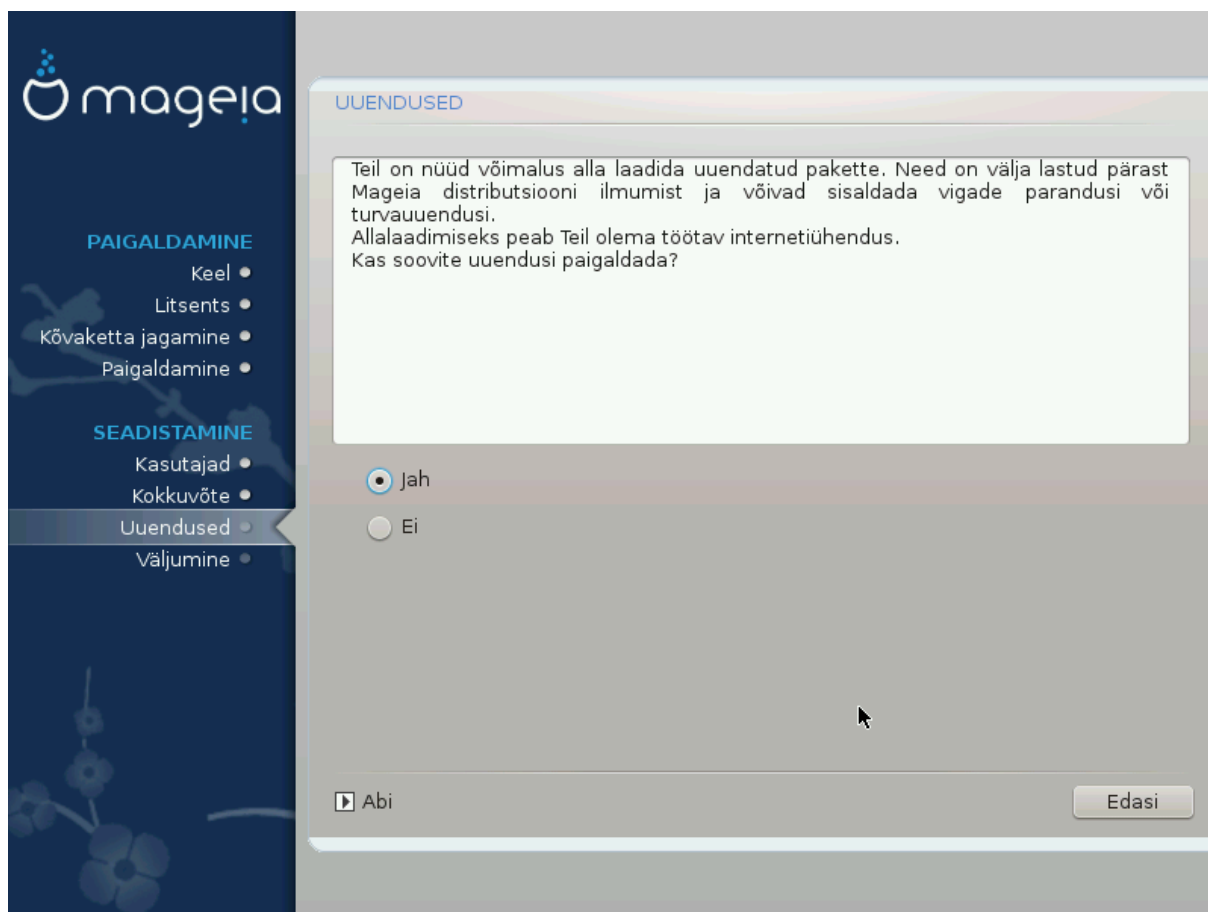 mageia
PAIGALDAMINE
Keel
Litsents
Kõvaketta jagamine
Paigaldamine
SEADISTAMINE
Kasutajad
Kokkuvõte
Uuendused
Väljumine
UUENDUSED
Teil on nüüd võimalus alla laadida uuendatud pakette. Need on välja lastud pärast
Mageia distributsiooni ilmumist ja võivad sisaldada vigade parandusi või
turvauuendusi.
Allalaadimiseks peab Teil olema töötav internetiühendus.
Kas soovite uuendusi paigaldada?
Jah
Ei
Abi
Edasi